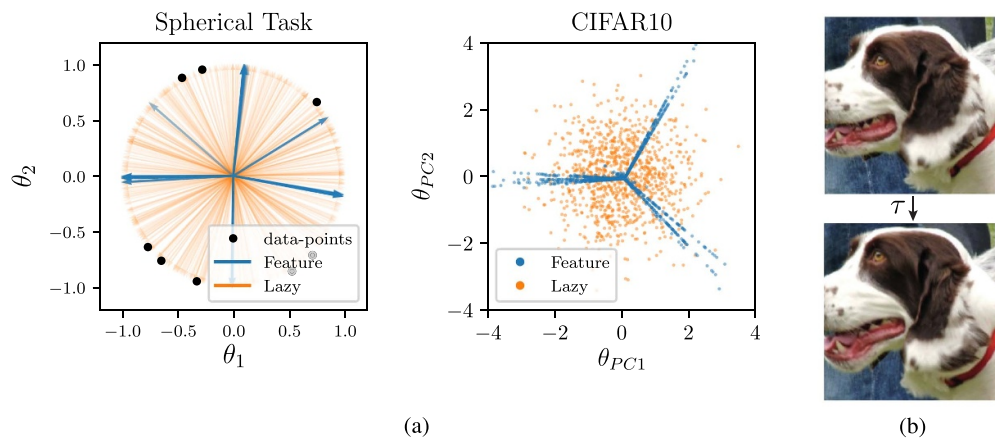 Spherical Task
1.0
0.5
0.0
−0.5
−1.0
θ2
data-points
Feature
Lazy
−1.0 −0.5 0.0 0.5 1.0
θ1
CIFAR10
4
2
0
−2
−4
θPC2
Feature
Lazy
−4 −2 0 2 4
θPC1
τ
(a)
(b)